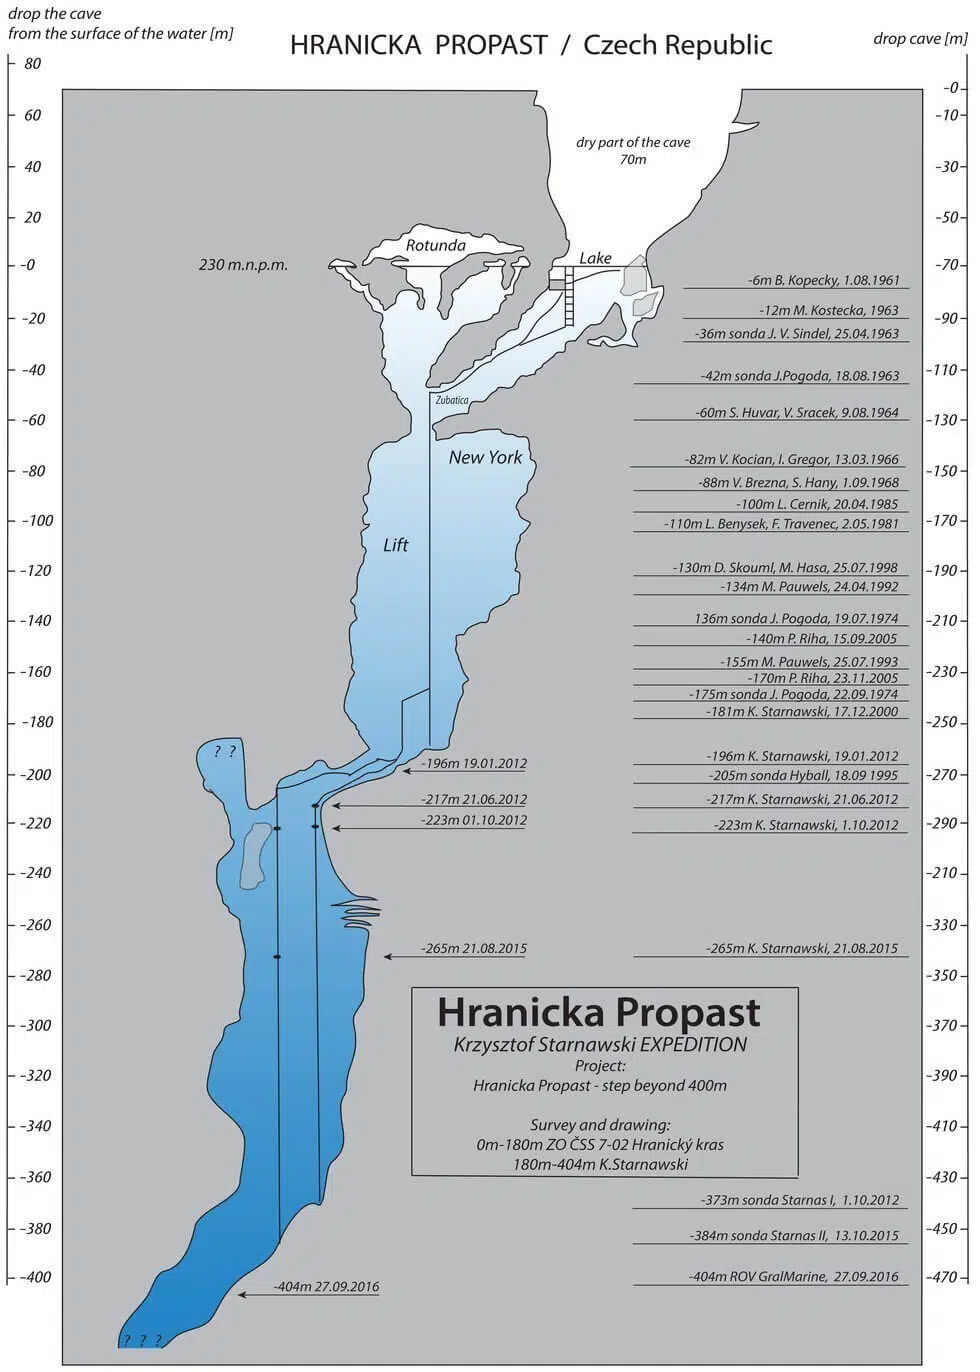 drop the cave
from the surface of the water [m]
HRANICKA PROPAST / Czech Republic
drop cave [m]
80
60
40
20
-0
-20
-40
-60
-80
-100
-120
-140
-160
-180
-200
-220
-240
-260
-280
-300
-320
-340
-360
-380
-400
dry part of the cave
70m
Rotunda
230 m.n.p.m.
Lake
Zubatica
New York
Lift
? ?
-196m 19.01.2012
-217m 21.06.2012
-223m 01.10.2012
-265m 21.08.2015
-404m 27.09.2016
? ? ?
-6m B. Kopecky, 1.08.1961
-12m M. Kostecka, 1963
-36m sonda J. V. Sindel, 25.04.1963
-42m sonda J.Pogoda, 18.08.1963
-60m S. Huvar, V. Sracek, 9.08.1964
-82m V. Kocian, I. Gregor, 13.03.1966
-88m V. Brezna, S. Hany, 1.09.1968
-100m L. Cernik, 20.04.1985
-110m L. Benysek, F. Travenec, 2.05.1981
-130m D. Skouml, M. Hasa, 25.07.1998
-134m M. Pauwels, 24.04.1992
136m sonda J. Pogoda, 19.07.1974
-140m P. Riha, 15.09.2005
-155m M. Pauwels, 25.07.1993
-170m P. Riha, 23.11.2005
-175m sonda J. Pogoda, 22.09.1974
-181m K. Starnawski, 17.12.2000
-196m K. Starnawski, 19.01.2012
-205m sonda Hyball, 18.09 1995
-217m K. Starnawski, 21.06.2012
-223m K. Starnawski, 1.10.2012
-265m K. Starnawski, 21.08.2015
Hranicka Propast
Krzysztof Starnawski EXPEDITION
Project:
Hranicka Propast - step beyond 400m
Survey and drawing:
0m-180m ZO ČSS 7-02 Hranický kras
180m-404m K.Starnawski
-373m sonda Starnas I, 1.10.2012
-384m sonda Starnas II, 13.10.2015
-404m ROV GralMarine, 27.09.2016
-0
-10
-30
-50
-70
-90
-110
-130
-150
-170
-190
-210
-230
-250
-270
-290
-210
-330
-350
-370
-390
-410
-430
-450
-470